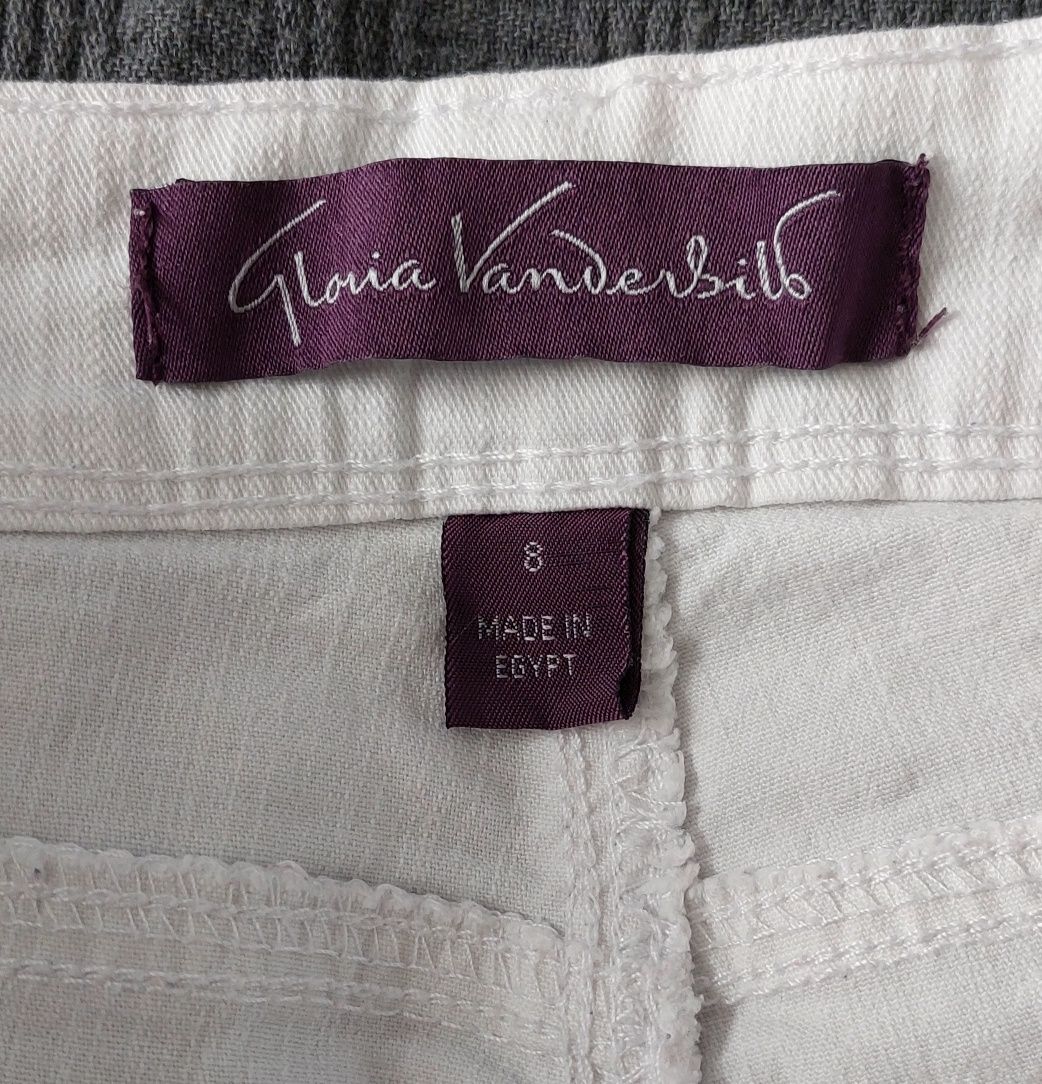 Gloria Vanderbilt
8
MADE IN
EGYPT